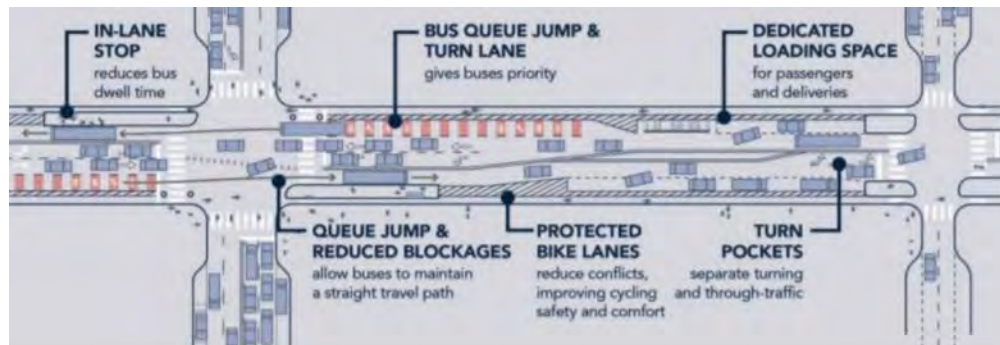 IN-LANE
STOP
reduces bus
dwell time
BUS QUEUE JUMP &
TURN LANE
gives buses priority
DEDICATED
LOADING SPACE
for passengers
and deliveries
QUEUE JUMP &
REDUCED BLOCKAGES
allow buses to maintain
a straight travel path
PROTECTED
BIKE LANES
reduce conflicts,
improving cycling
safety and comfort
TURN
POCKETS
separate turning
and through-traffic